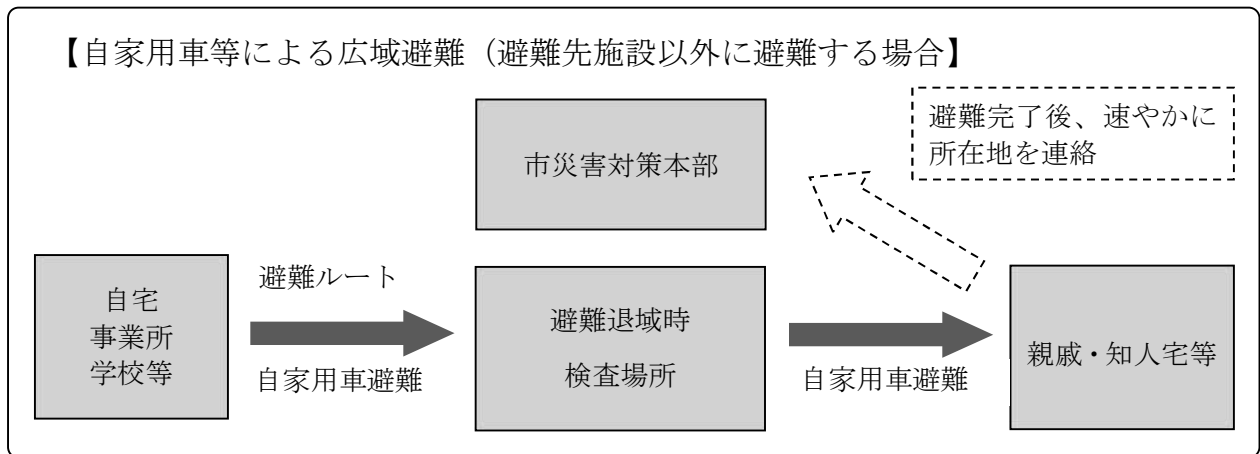 【自家用車等による広域避難（避難先施設以外に避難する場合】
避難完了後、速やかに
所在地を連絡
市災害対策本部
自宅
事業所
学校等
避難ルート
自家用車避難
避難退域時
検査場所
自家用車避難
親戚・知人宅等